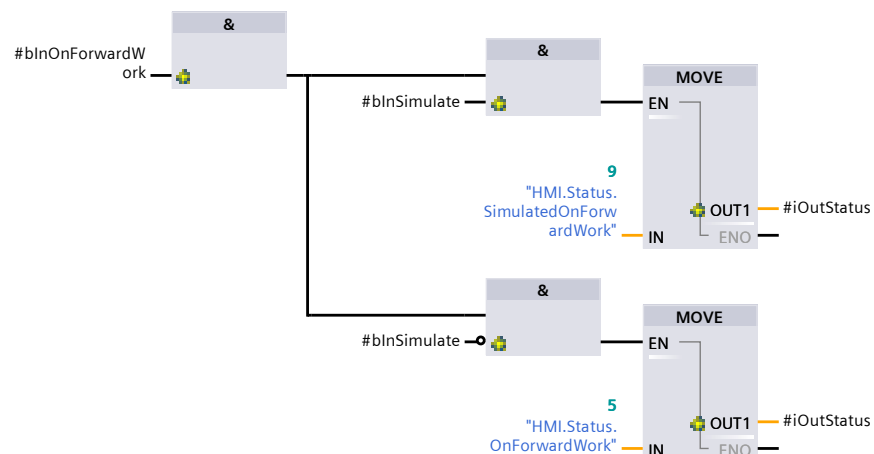 &
#bInOnForwardW
ork
&
#bInSimulate
MOVE
EN
9
"HMI.Status.
SimulatedOnForw
ardWork"
IN
OUT1
#iOutStatus
ENO
&
#bInSimulate
MOVE
EN
5
"HMI.Status.
OnForwardWork"
IN
OUT1
#iOutStatus
ENO